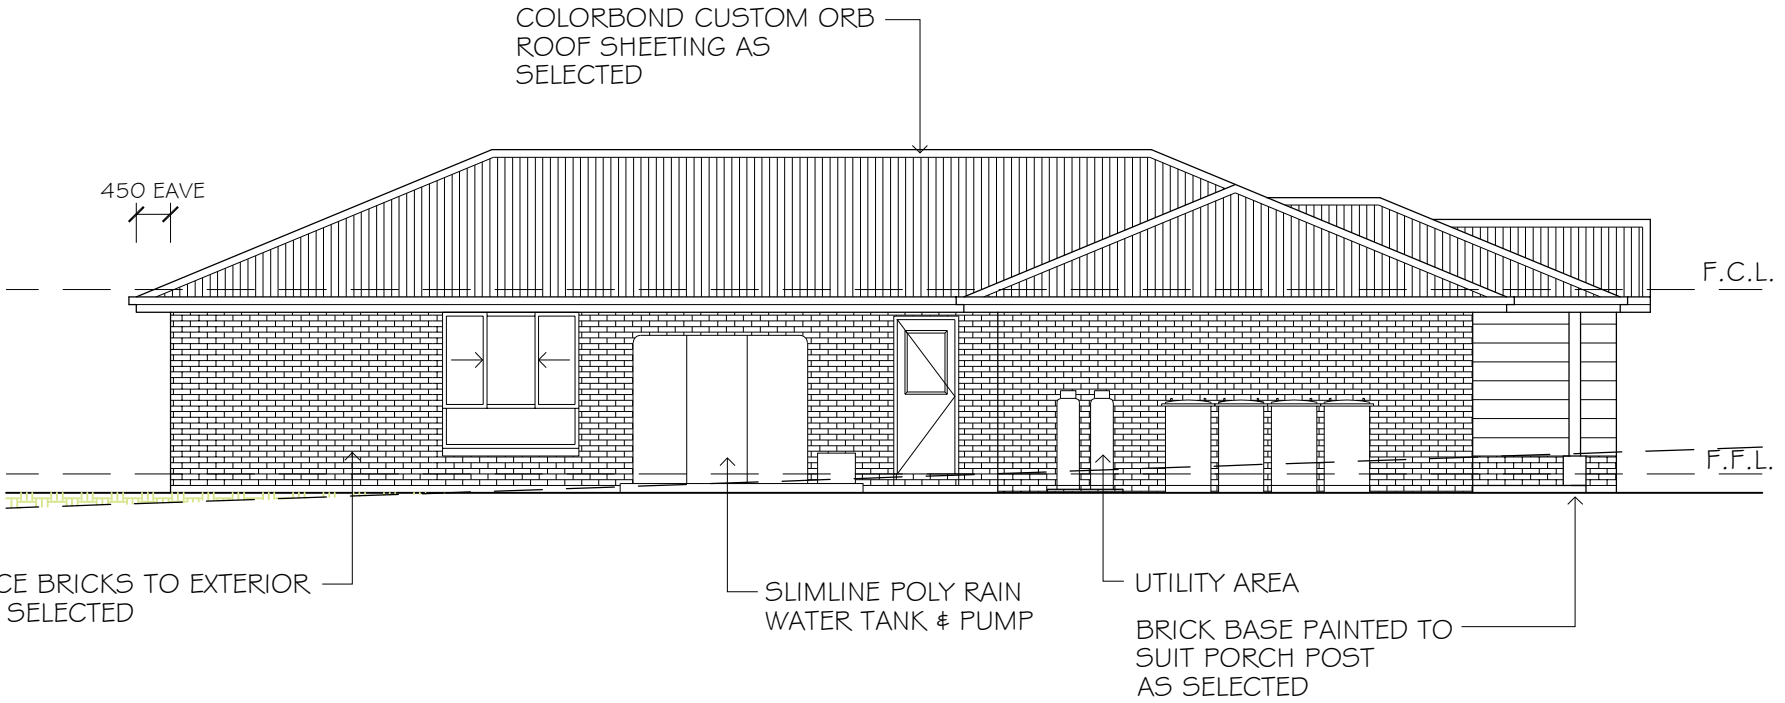 COLORBOND CUSTOM ORB
ROOF SHEETING AS
SELECTED
450 EAVE
F.C.L.
F.F.L.
CE BRICKS TO EXTERIOR
SELECTED
SLIMLINE POLY RAIN
WATER TANK & PUMP
UTILITY AREA
BRICK BASE PAINTED TO
SUIT PORCH POST
AS SELECTED